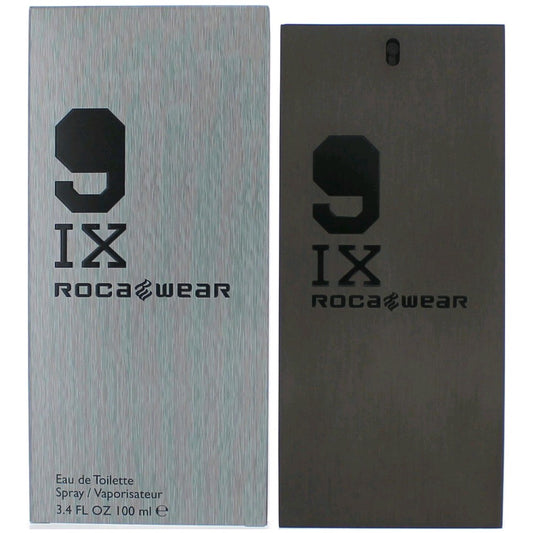 9
IX
ROCAWEAR
Eau de Toilette
Spray / Vaporisateur
3.4 FL OZ 100 ml ℮
9
IX
ROCAWEAR